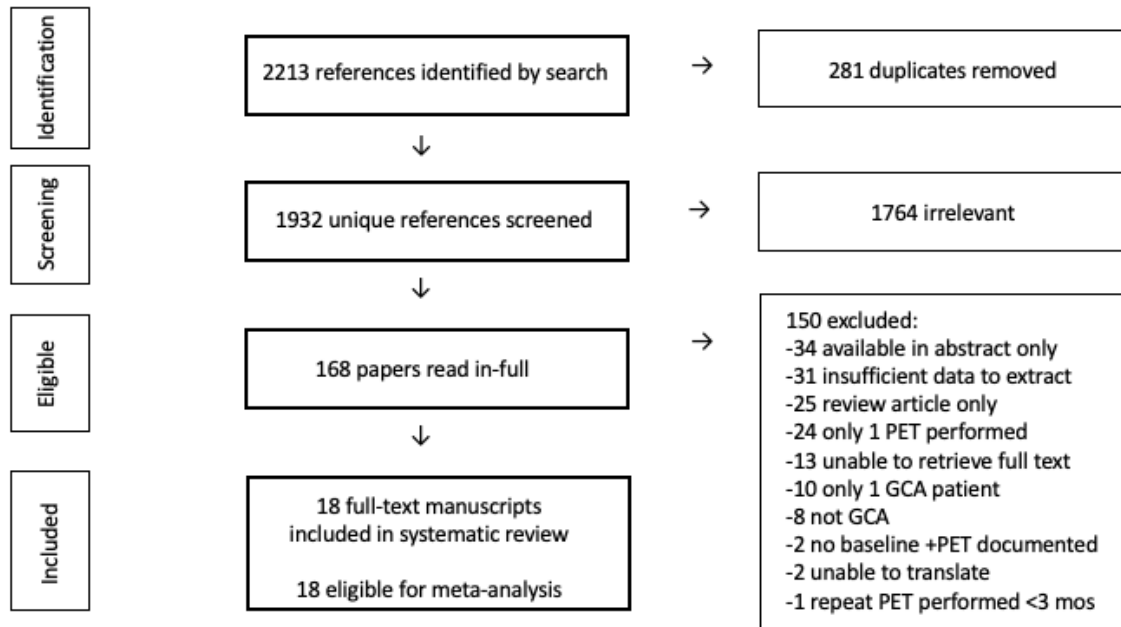 Identification
2213 references identified by search
→
281 duplicates removed
↓
Screening
1932 unique references screened
→
1764 irrelevant
↓
Eligible
168 papers read in-full
→
150 excluded:
-34 available in abstract only
-31 insufficient data to extract
-25 review article only
-24 only 1 PET performed
-13 unable to retrieve full text
-10 only 1 GCA patient
-8 not GCA
-2 no baseline +PET documented
-2 unable to translate
-1 repeat PET performed <3 mos
↓
Included
18 full-text manuscripts
included in systematic review
18 eligible for meta-analysis